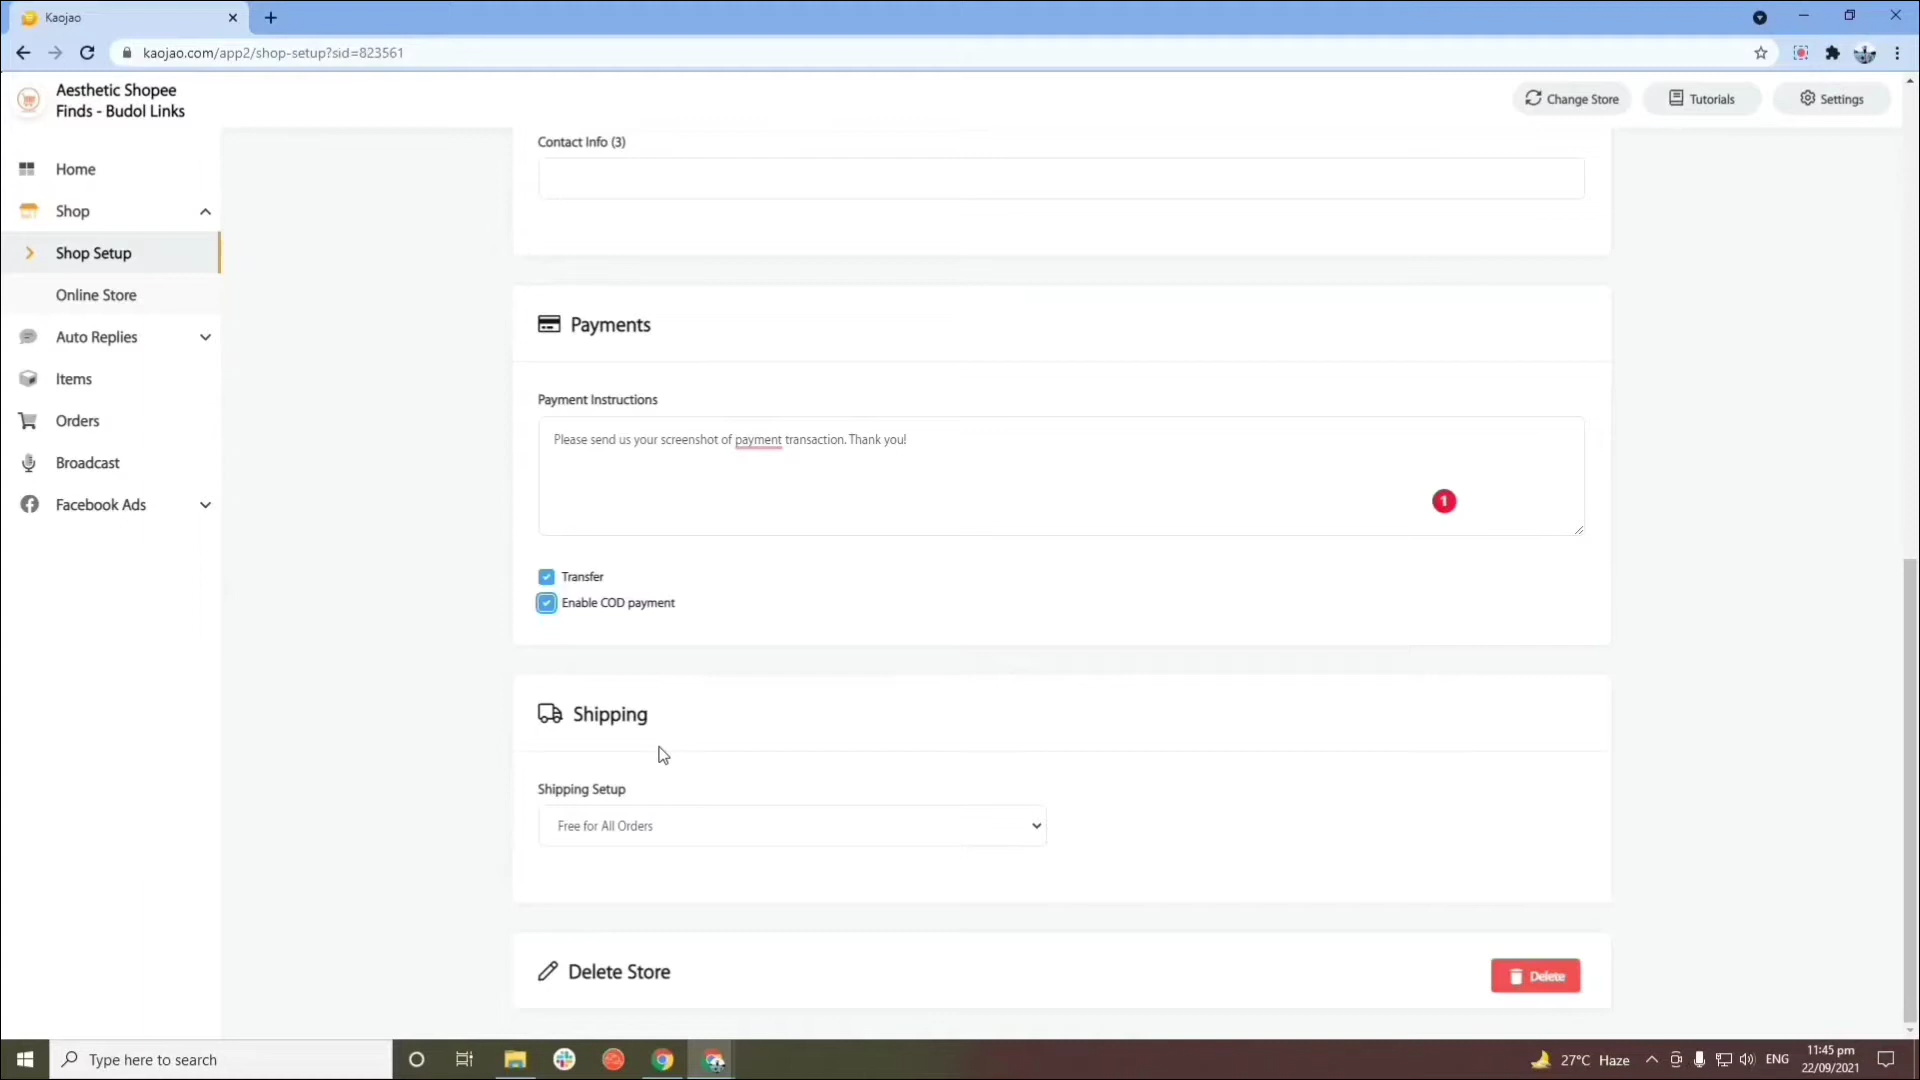 Kaojao
kaojao.com/app2/shop-setup?sid=823561
Aesthetic Shopee
Finds - Budol Links
Change Store
Tutorials
Settings
Home
Shop
Shop Setup
Online Store
Auto Replies
Items
Orders
Broadcast
Facebook Ads
Contact Info (3)
Payments
Payment Instructions
Please send us your screenshot of payment transaction. Thank you!
1
Transfer
Enable COD payment
Shipping
Shipping Setup
Free for All Orders
Delete Store
Delete
Type here to search
27°C Haze
ENG
11:45 pm
22/09/2021